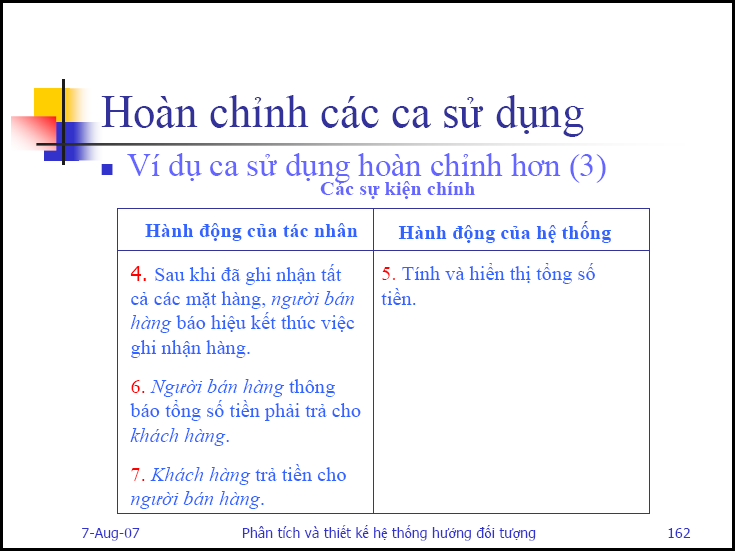 Hoàn chỉnh các ca sử dụng
Ví dụ ca sử dụng hoàn chỉnh hơn (3)
Các sự kiện chính
Hành động của tác nhân
Hành động của hệ thống
4. Sau khi đã ghi nhận tất
cả các mặt hàng, người bán
hàng báo hiệu kết thúc việc
ghi nhận hàng.
6. Người bán hàng thông
báo tổng số tiền phải trả cho
khách hàng.
7. Khách hàng trả tiền cho
người bán hàng.
5. Tính và hiển thị tổng số
tiền.
7-Aug-07
Phân tích và thiết kế hệ thống hướng đối tượng
162